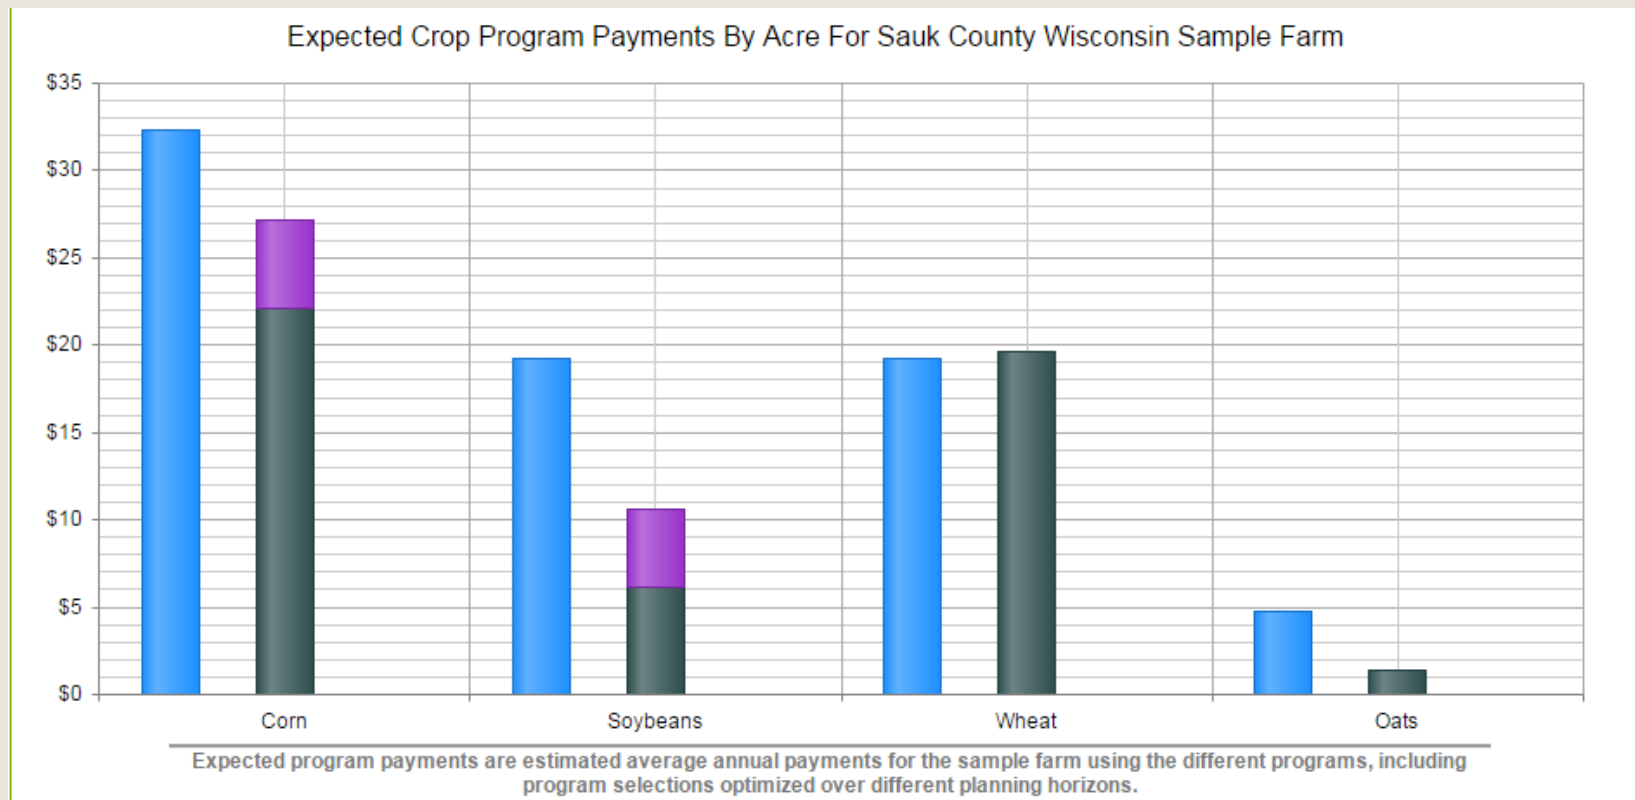 Expected Crop Program Payments By Acre For Sauk County Wisconsin Sample Farm
$35
$30
$25
$20
$15
$10
$5
$0
Corn Soybeans Wheat Oats
Expected program payments are estimated average annual payments for the sample farm using the different programs, including
program selections optimized over different planning horizons.